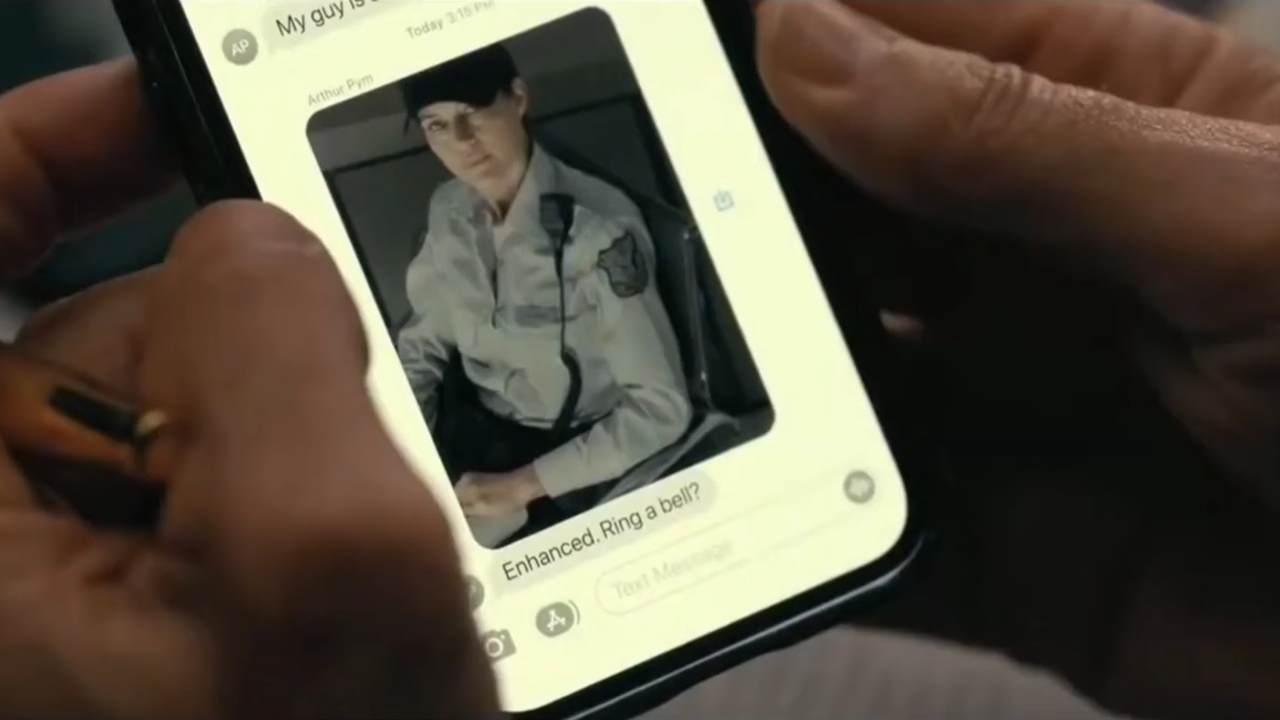 My guy is
AP
Today 3:15 PM
Arthur Pym
Enhanced. Ring a bell?
Text Message